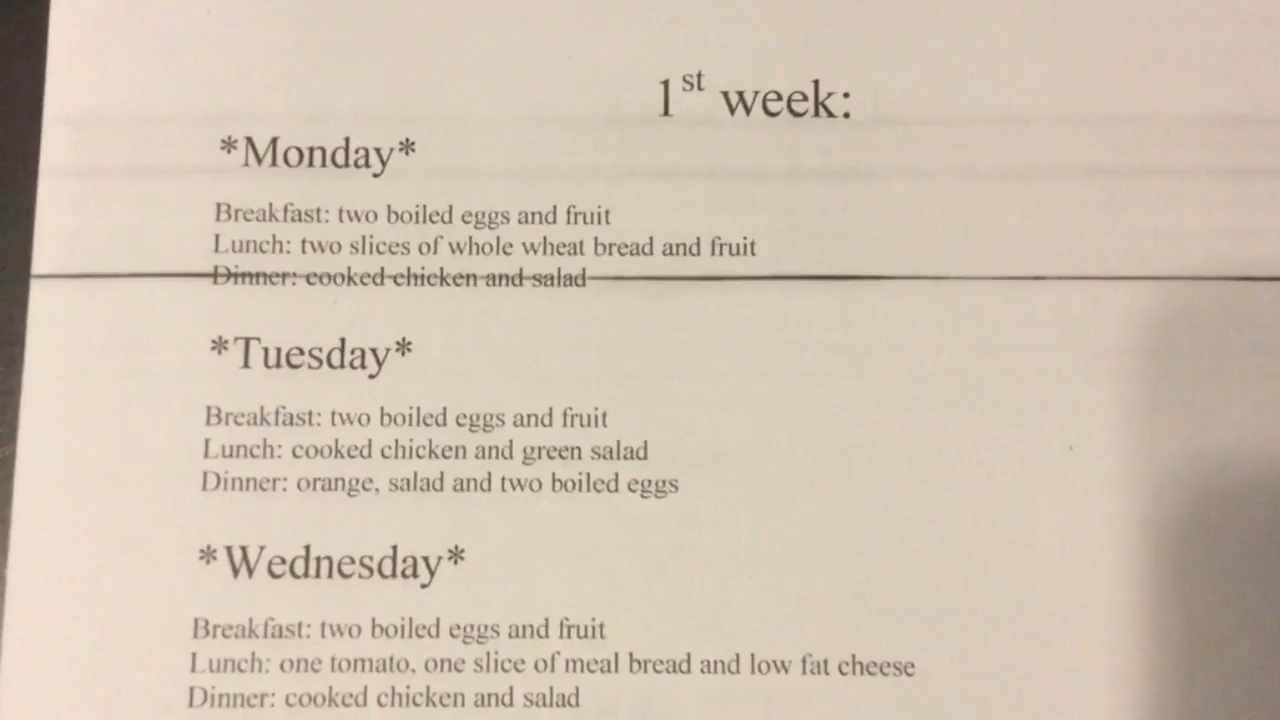 1st week:
*Monday*
Breakfast: two boiled eggs and fruit
Lunch: two slices of whole wheat bread and fruit
Dinner: cooked chicken and salad
*Tuesday*
Breakfast: two boiled eggs and fruit
Lunch: cooked chicken and green salad
Dinner: orange, salad and two boiled eggs
*Wednesday*
Breakfast: two boiled eggs and fruit
Lunch: one tomato, one slice of meal bread and low fat cheese
Dinner: cooked chicken and salad